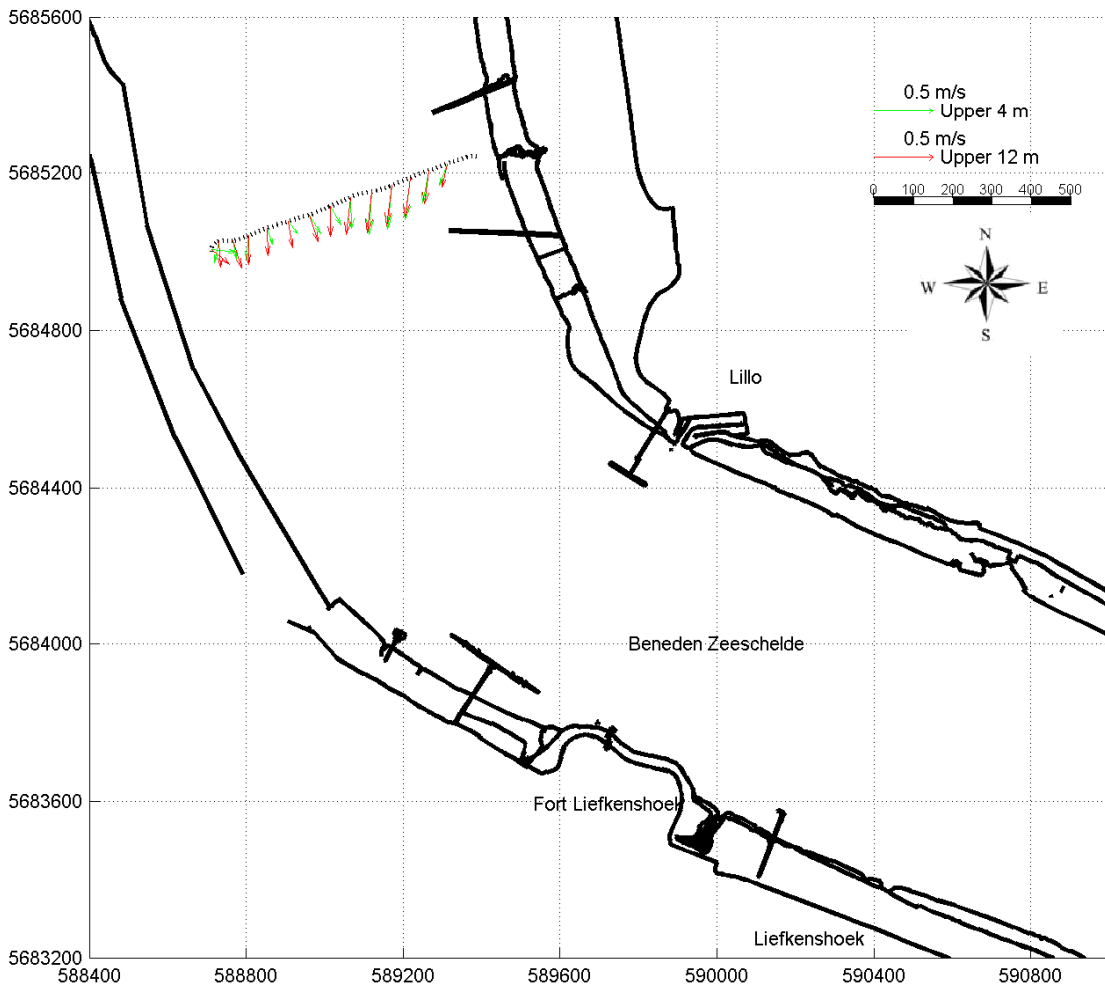 5685600
5685200
5684800
5684400
5684000
5683600
5683200
588400 588800 589200 589600 590000 590400 590800
0.5 m/s
Upper 4 m
0.5 m/s
Upper 12 m
0 100 200 300 400 500
N
W E
S
Lillo
Beneden Zeeschelde
Fort Liefkenshoek
Liefkenshoek